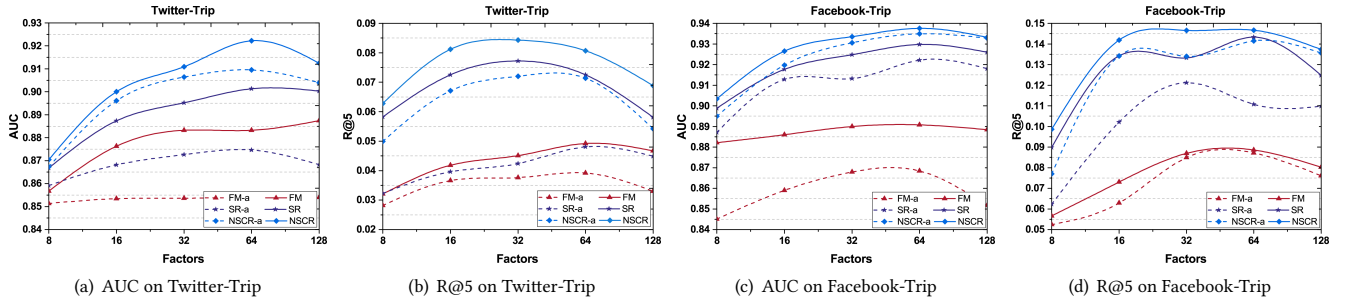 Twitter-Trip
0.93
0.92
0.91
0.90
0.89
0.88
0.87
0.86
0.85
0.84
AUC
8
16
32
64
128
Factors
FM-a FM
SR-a SR
NSCR-a NSCR
(a) AUC on Twitter-Trip
Twitter-Trip
0.09
0.08
0.07
0.06
0.05
0.04
0.03
0.02
R@5
8
16
32
64
128
Factors
FM-a FM
SR-a SR
NSCR-a NSCR
(b) R@5 on Twitter-Trip
Facebook-Trip
0.94
0.93
0.92
0.91
0.90
0.89
0.88
0.87
0.86
0.85
0.84
AUC
8
16
32
64
128
Factors
FM-a FM
SR-a SR
NSCR-a NSCR
(c) AUC on Facebook-Trip
Facebook-Trip
0.15
0.14
0.13
0.12
0.11
0.10
0.09
0.08
0.07
0.06
0.05
R@5
8
16
32
64
128
Factors
FM-a FM
SR-a SR
NSCR-a NSCR
(d) R@5 on Facebook-Trip